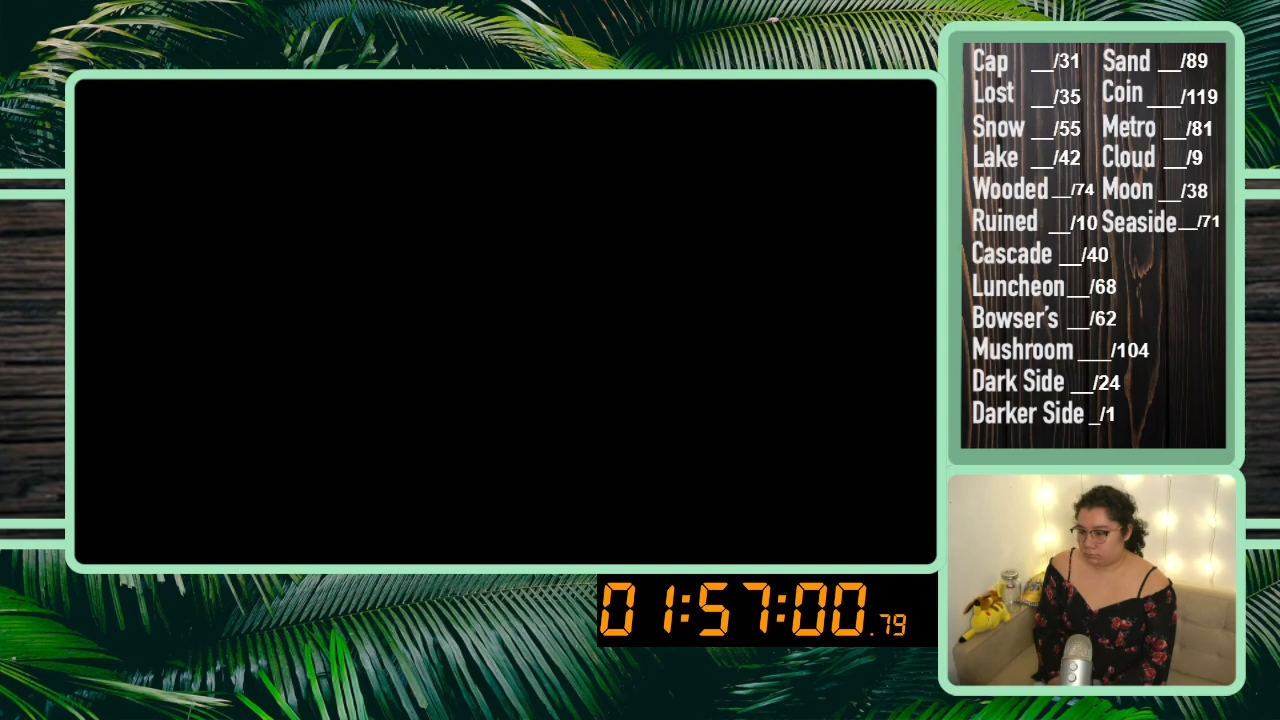 Cap __/31 Sand __/89
Lost __/35 Coin ___/119
Snow __/55 Metro __/81
Lake __/42 Cloud __/9
Wooded __/74 Moon __/38
Ruined __/10 Seaside __/71
Cascade __/40
Luncheon __/68
Bowser's __/62
Mushroom ___/104
Dark Side __/24
Darker Side _/1
01:57:00.79